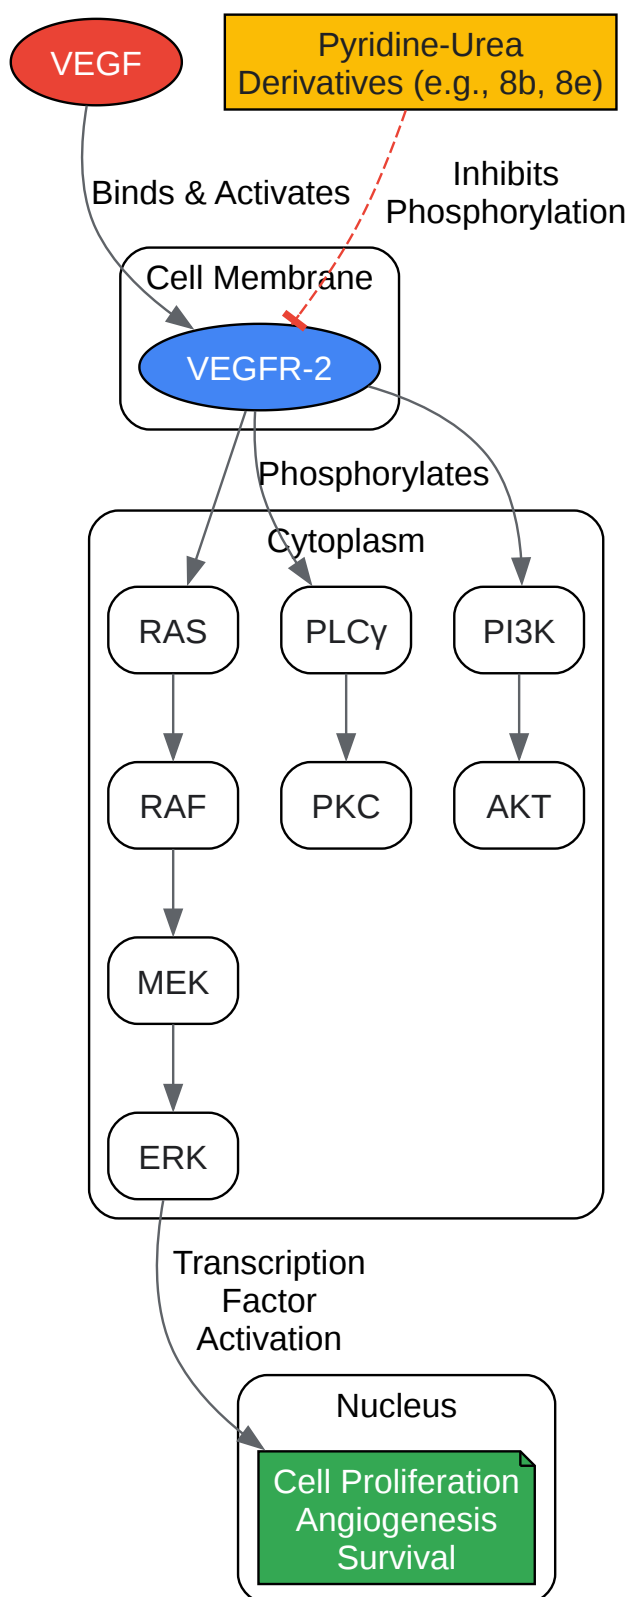 VEGF
Pyridine-Urea
Derivatives (e.g., 8b, 8e)
Binds & Activates
Inhibits
Phosphorylation
Cell Membrane
VEGFR-2
Phosphorylates
Cytoplasm
RAS
PLCγ
PI3K
RAF
PKC
AKT
MEK
ERK
Transcription
Factor
Activation
Nucleus
Cell Proliferation
Angiogenesis
Survival